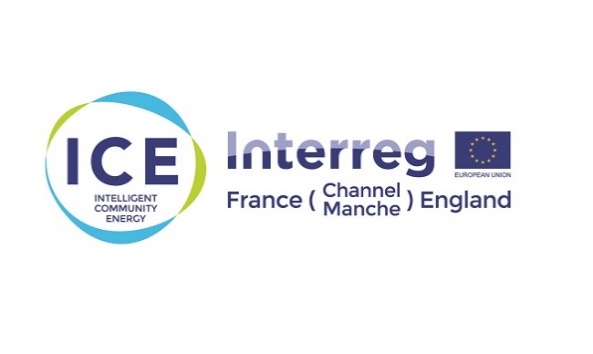 ICE
INTELLIGENT
COMMUNITY
ENERGY
Interreg
EUROPEAN UNION
France ( Channel Manche ) England